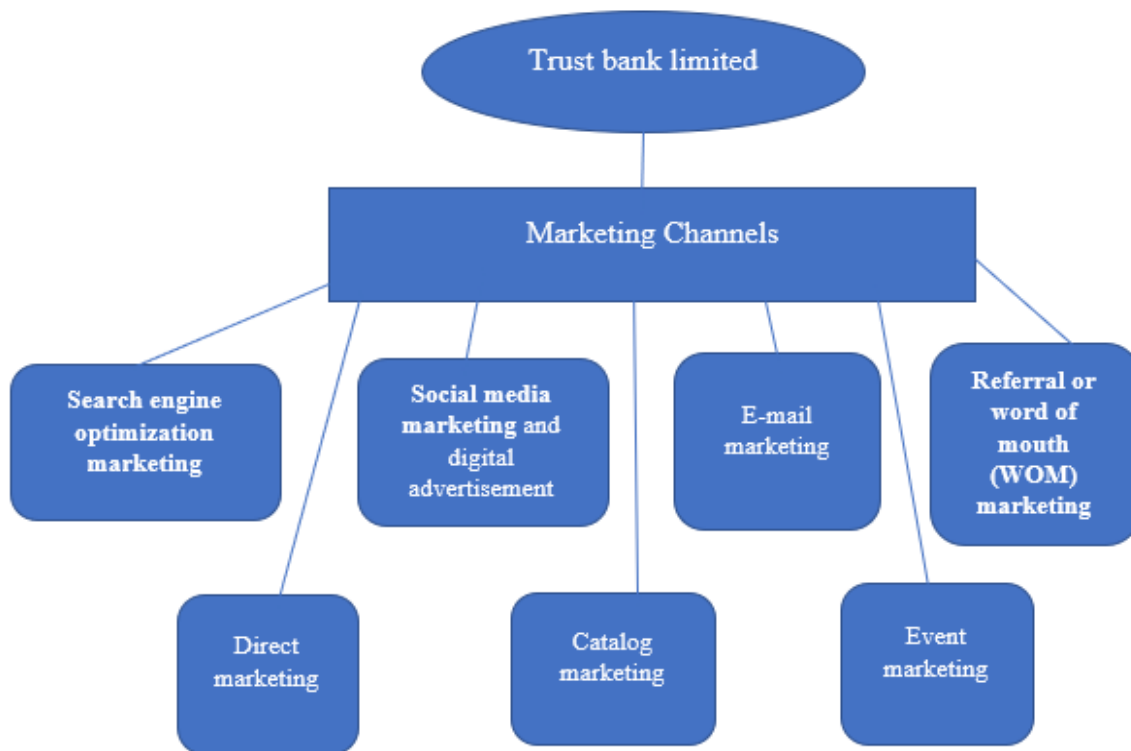 Trust bank limited
Marketing Channels
Search engine
optimization
marketing
Social media
marketing and
digital
advertisement
E-mail
marketing
Referral or
word of
mouth
(WOM)
marketing
Direct
marketing
Catalog
marketing
Event
marketing